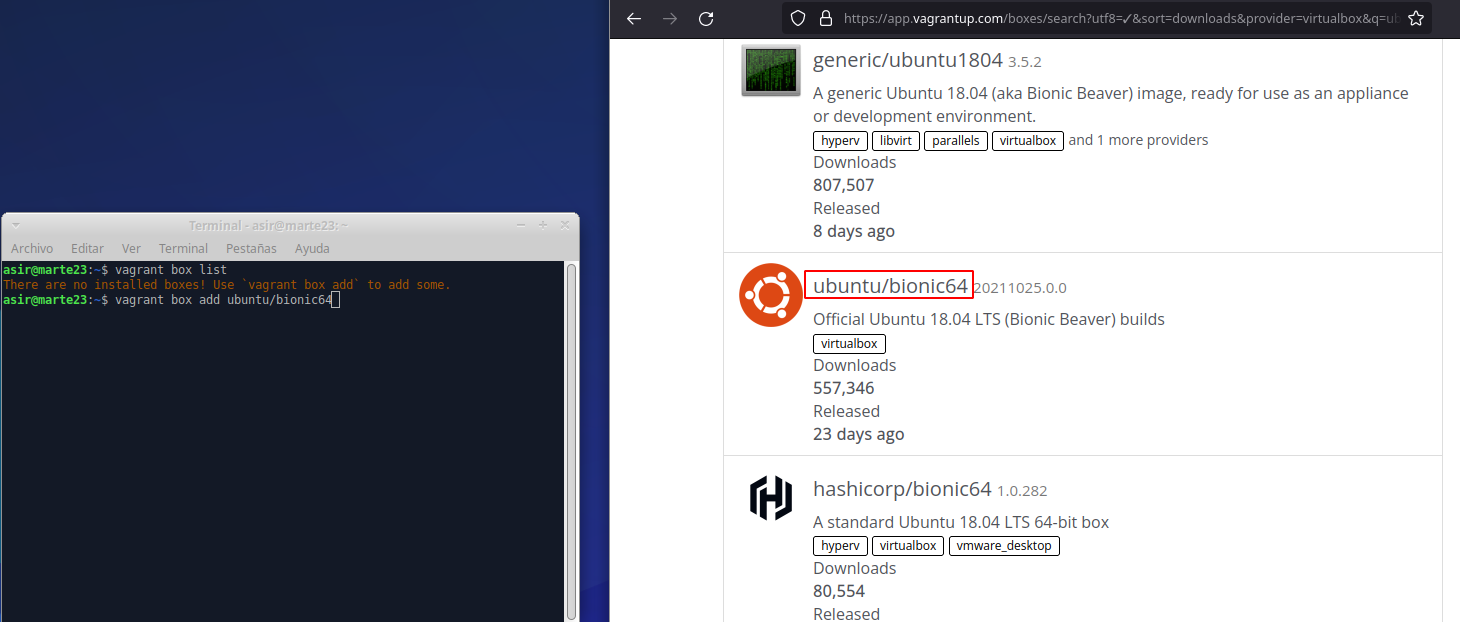 Terminal - asir@marte23: ~
Archivo Editar Ver Terminal Pestañas Ayuda
asir@marte23:~$ vagrant box list
There are no installed boxes! Use `vagrant box add` to add some.
asir@marte23:~$ vagrant box add ubuntu/bionic64
https://app.vagrantup.com/boxes/search?utf8=✓&sort=downloads&provider=virtualbox&q=ub
generic/ubuntu1804 3.5.2
A generic Ubuntu 18.04 (aka Bionic Beaver) image, ready for use as an appliance
or development environment.
hyperv libvirt parallels virtualbox and 1 more providers
Downloads
807,507
Released
8 days ago
ubuntu/bionic64 20211025.0.0
Official Ubuntu 18.04 LTS (Bionic Beaver) builds
virtualbox
Downloads
557,346
Released
23 days ago
hashicorp/bionic64 1.0.282
A standard Ubuntu 18.04 LTS 64-bit box
hyperv virtualbox vmware_desktop
Downloads
80,554
Released